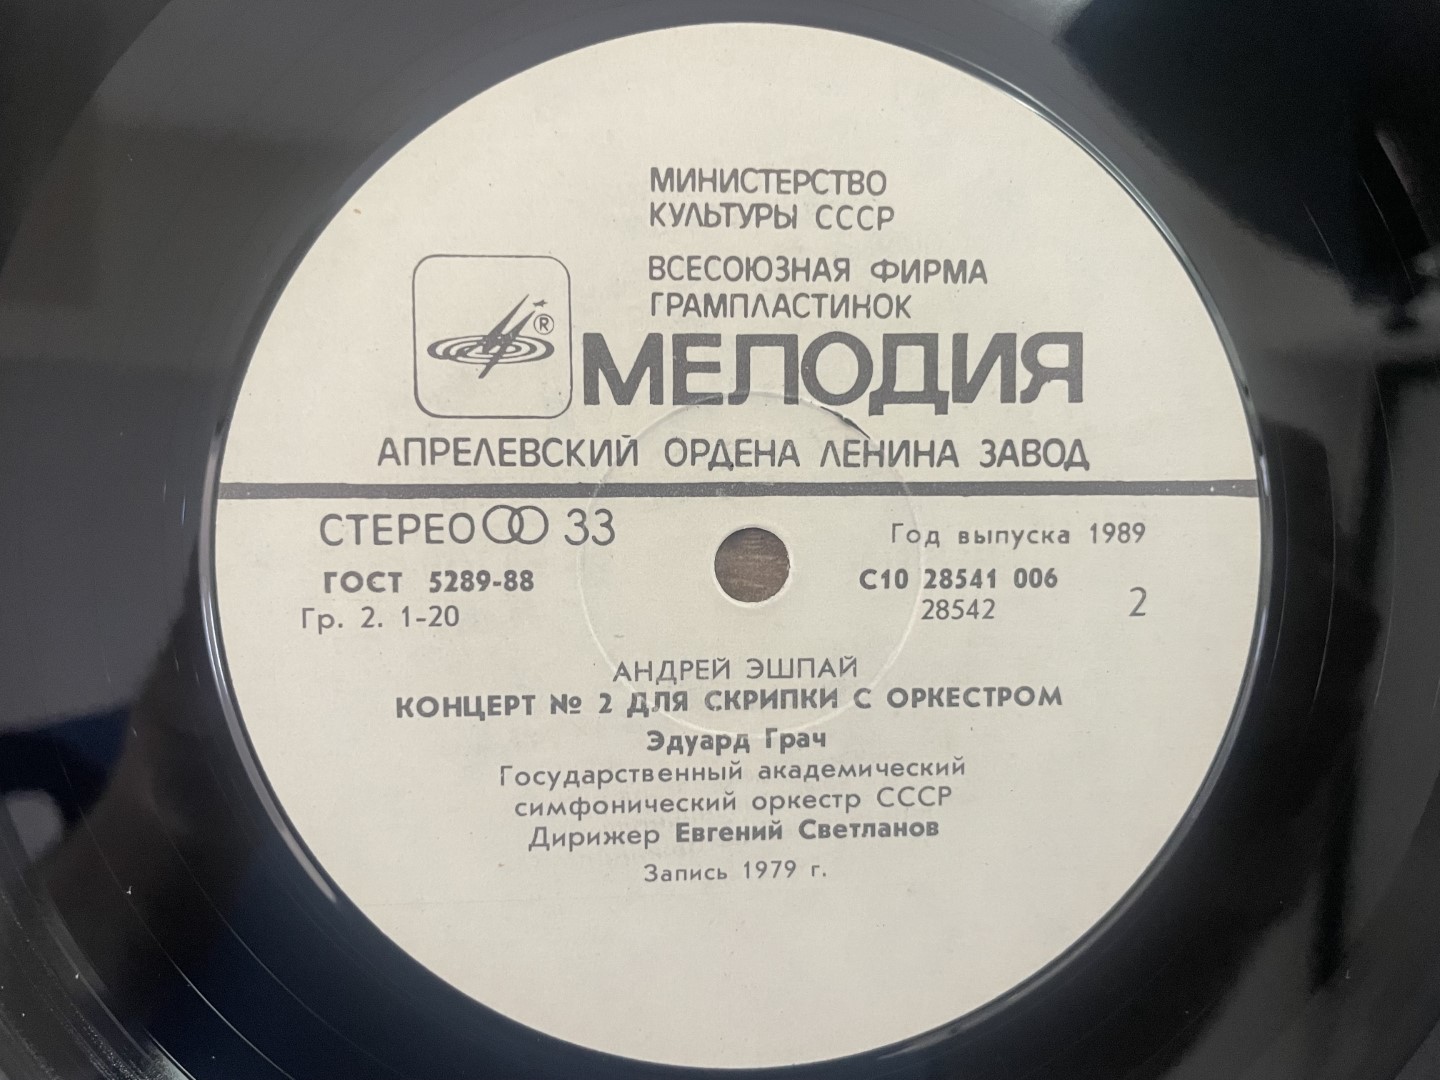 МИНИСТЕРСТВО
КУЛЬТУРЫ СССР
ВСЕСОЮЗНАЯ ФИРМА
ГРАМПЛАСТИНОК
®
МЕЛОДИЯ
АПРЕЛЕВСКИЙ ОРДЕНА ЛЕНИНА ЗАВОД
СТЕРЕО 33
Год выпуска 1989
ГОСТ 5289-88
С10 28541 006
Гр. 2. 1-20
28542
2
АНДРЕЙ ЭШПАЙ
КОНЦЕРТ № 2 ДЛЯ СКРИПКИ С ОРКЕСТРОМ
Эдуард Грач
Государственный академический
симфонический оркестр СССР
Дирижер Евгений Светланов
Запись 1979 г.